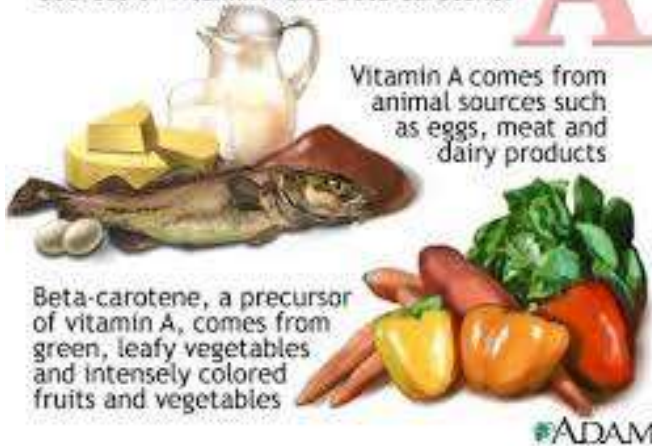 A
Vitamin A comes from
animal sources such
as eggs, meat and
dairy products
Beta-carotene, a precursor
of vitamin A, comes from
green, leafy vegetables
and intensely colored
fruits and vegetables
ADAM